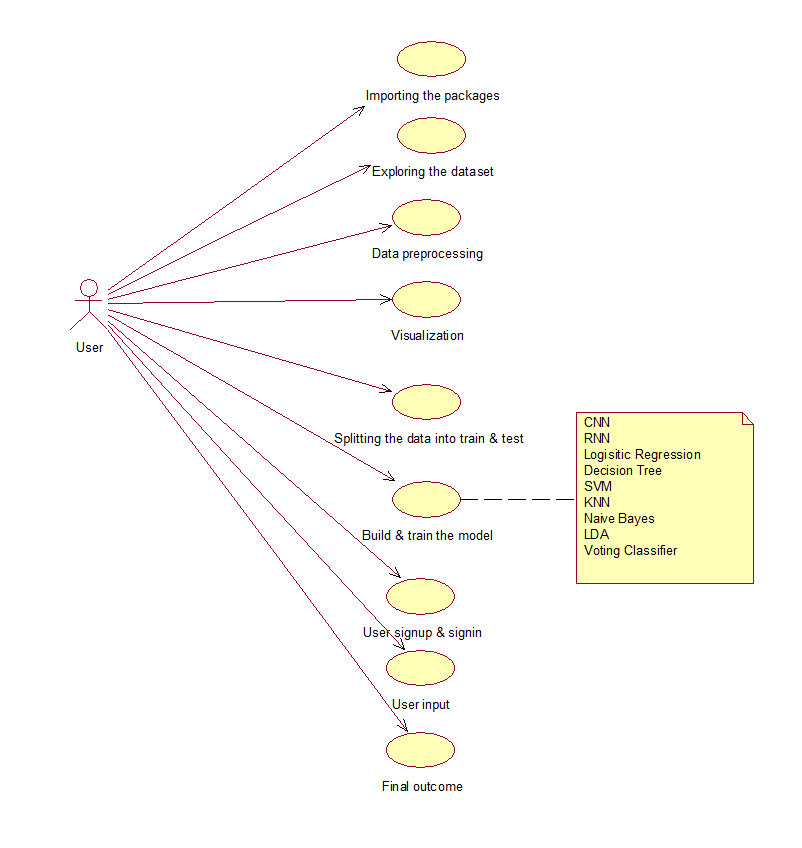 Importing the packages
Exploring the dataset
Data preprocessing
Visualization
User
Splitting the data into train & test
CNN
RNN
Logisitic Regression
Decision Tree
SVM
KNN
Naive Bayes
LDA
Voting Classifier
Build & train the model
User signup & signin
User input
Final outcome